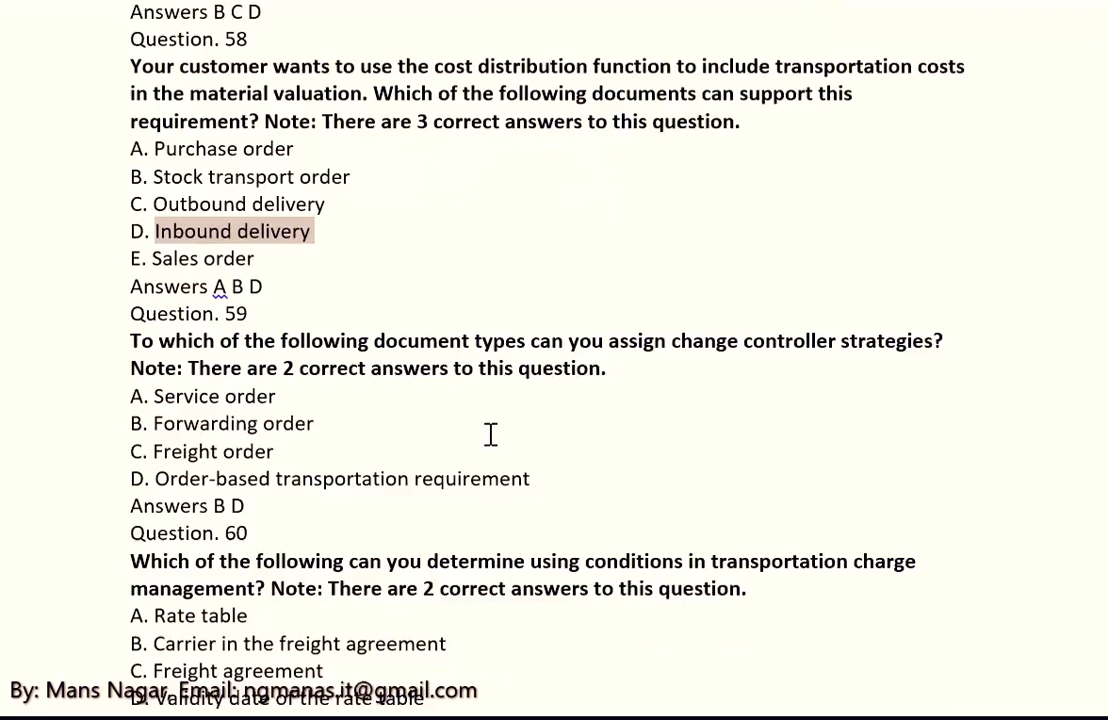 Answers B C D
Question. 58
Your customer wants to use the cost distribution function to include transportation costs
in the material valuation. Which of the following documents can support this
requirement? Note: There are 3 correct answers to this question.
A. Purchase order
B. Stock transport order
C. Outbound delivery
D. Inbound delivery
E. Sales order
Answers A B D
Question. 59
To which of the following document types can you assign change controller strategies?
Note: There are 2 correct answers to this question.
A. Service order
B. Forwarding order
C. Freight order
D. Order-based transportation requirement
Answers B D
Question. 60
Which of the following can you determine using conditions in transportation charge
management? Note: There are 2 correct answers to this question.
A. Rate table
B. Carrier in the freight agreement
C. Freight agreement
By: Mans Nagar, Email: ngmanas.it@gmail.com
D. Validity date of the rate table